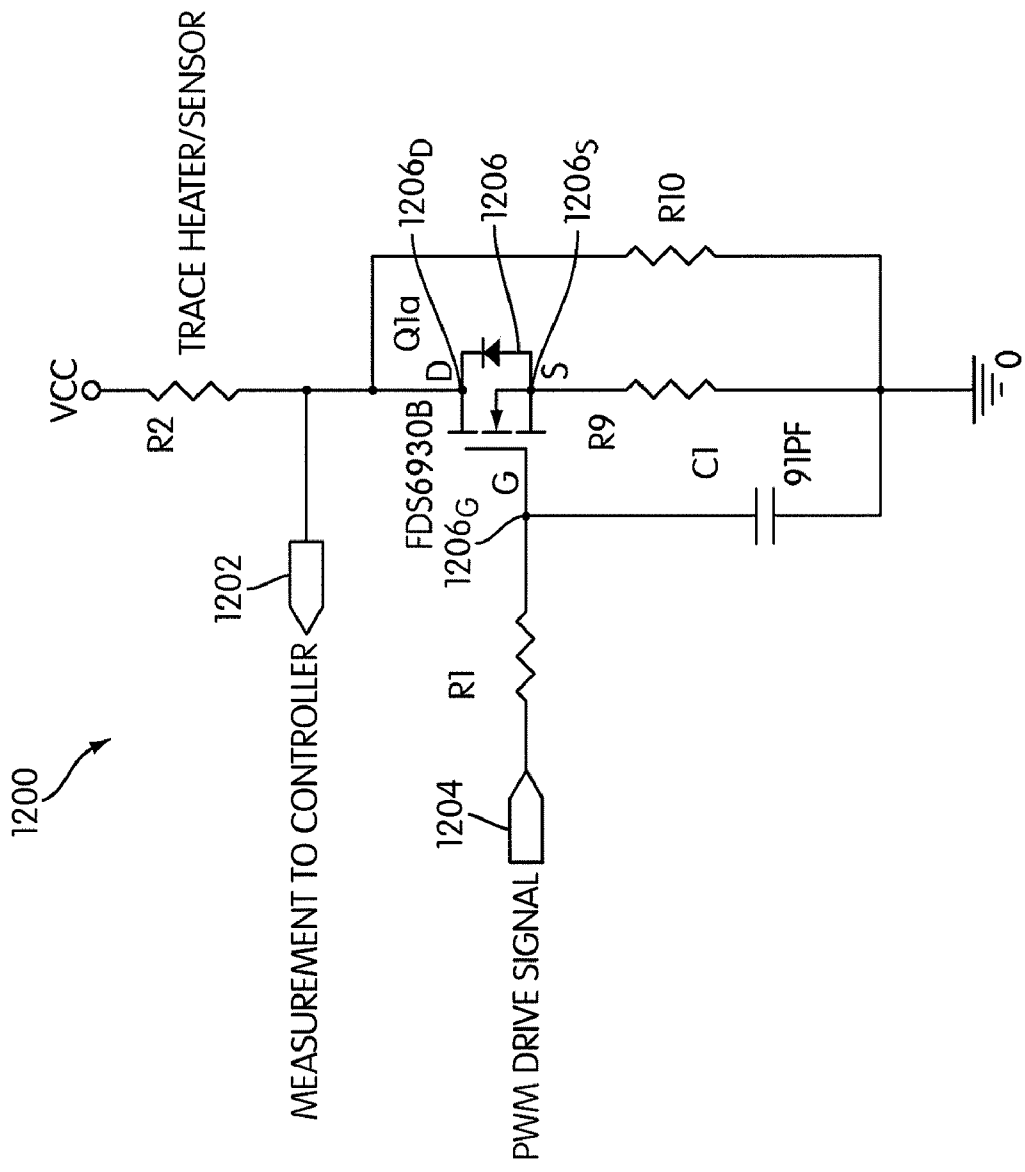 1200
VCC
R2
TRACE HEATER/SENSOR
1202
MEASUREMENT TO CONTROLLER
1206D
1206
1206S
Q1a
D
S
G
FDS6930B
1206G
R1
1204
PWM DRIVE SIGNAL
R9
R10
C1
91PF
0